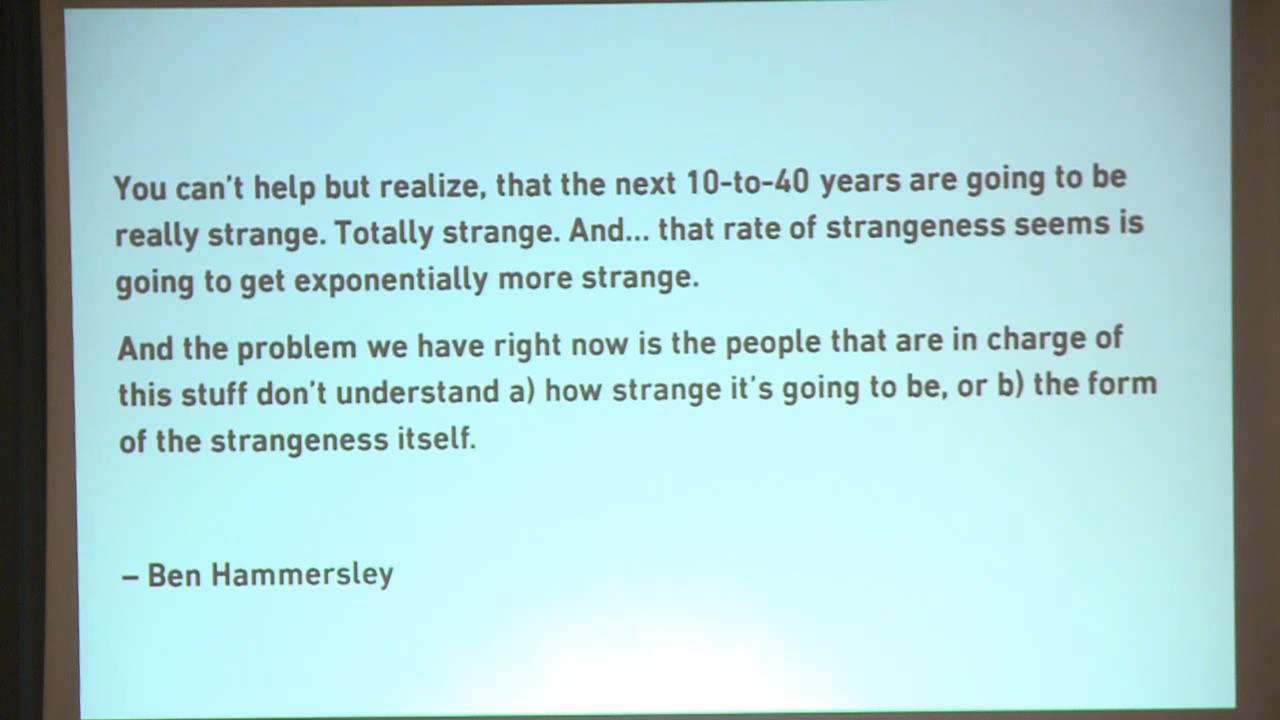 You can't help but realize, that the next 10-to-40 years are going to be
really strange. Totally strange. And... that rate of strangeness seems is
going to get exponentially more strange.
And the problem we have right now is the people that are in charge of
this stuff don't understand a) how strange it's going to be, or b) the form
of the strangeness itself.
– Ben Hammersley